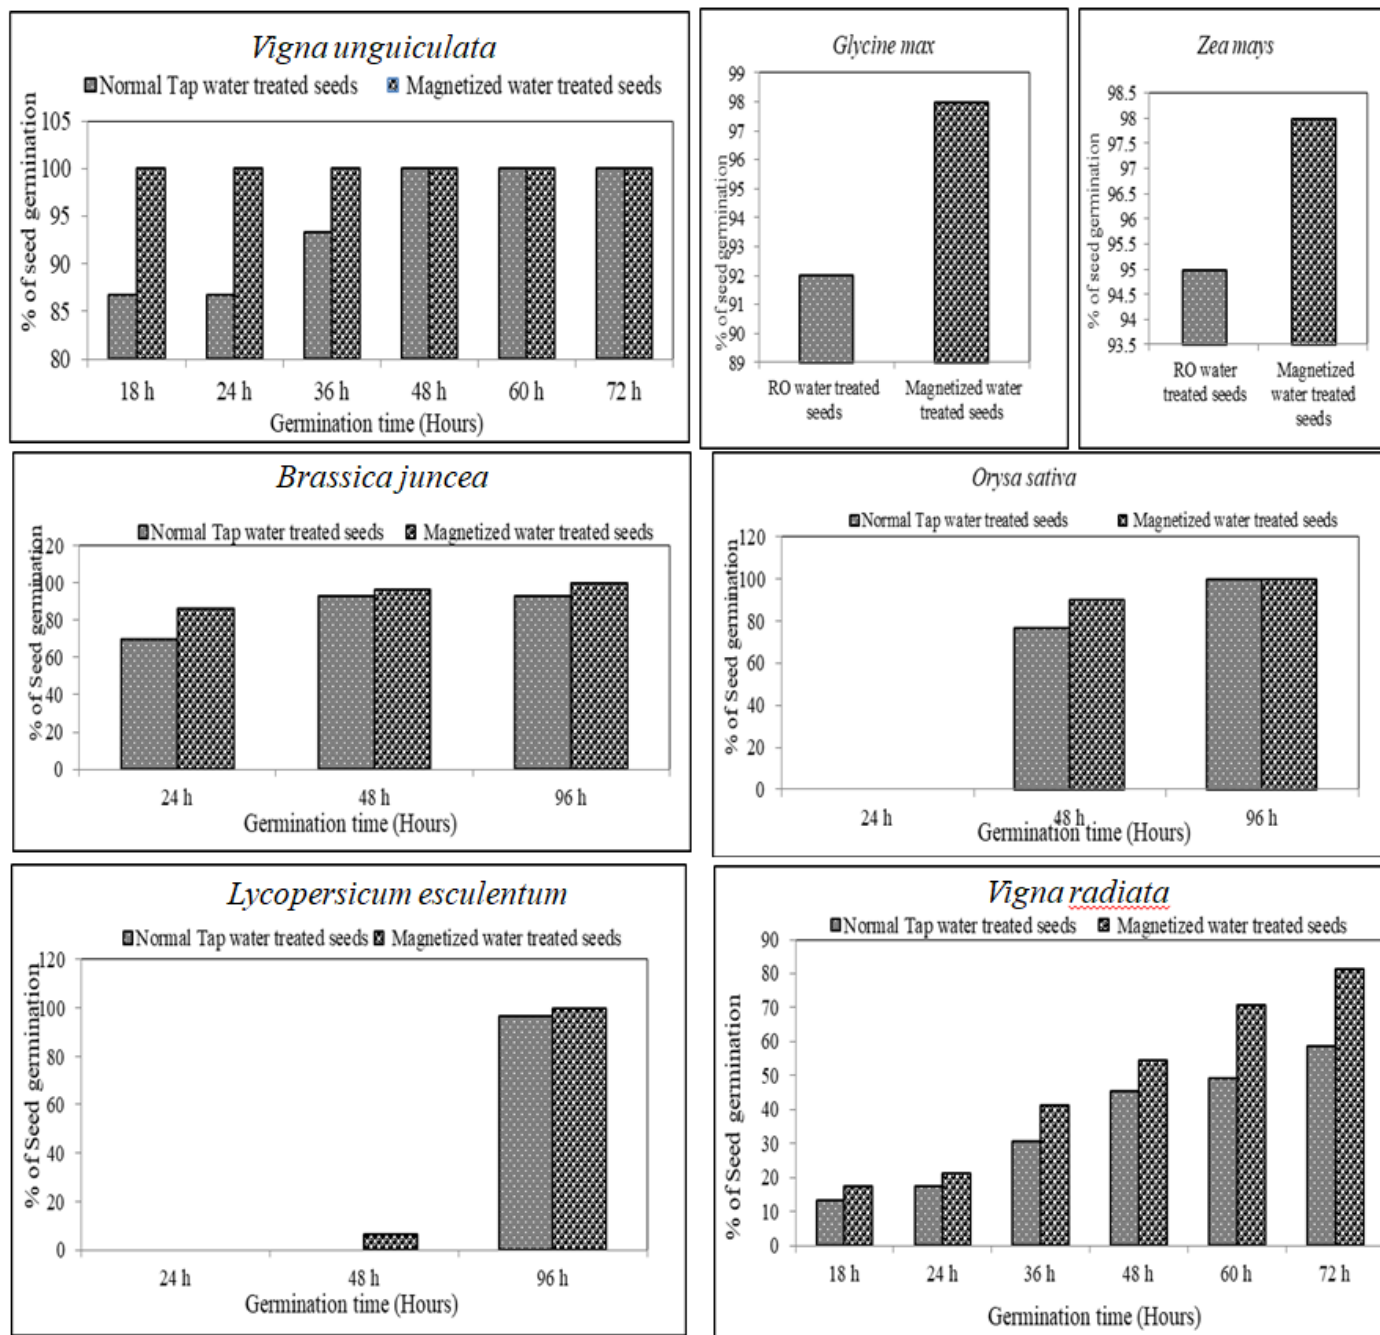 Vigna unguiculata
Normal Tap water treated seeds Magnetized water treated seeds
% of seed germination
105
100
95
90
85
80
18 h 24 h 36 h 48 h 60 h 72 h
Germination time (Hours)
Glycine max
% of seed germination
99
98
97
96
95
94
93
92
91
90
89
RO water treated seeds
Magnetized water treated seeds
Zea mays
% of seed germination
98.5
98
97.5
97
96.5
96
95.5
95
94.5
94
93.5
RO water treated seeds
Magnetized water treated seeds
Brassica juncea
Normal Tap water treated seeds Magnetized water treated seeds
% of Seed germination
120
100
80
60
40
20
0
24 h 48 h 96 h
Germination time (Hours)
Orysa sativa
Normal Tap water treated seeds Magnetized water treated seeds
% of Seed germination
120
100
80
60
40
20
0
24 h 48 h 96 h
Germination time (Hours)
Lycopersicum esculentum
Normal Tap water treated seeds Magnetized water treated seeds
% of Seed germination
120
100
80
60
40
20
0
24 h 48 h 96 h
Germination time (Hours)
Vigna radiata
Normal Tap water treated seeds Magnetized water treated seeds
% of Seed germination
90
80
70
60
50
40
30
20
10
0
18 h 24 h 36 h 48 h 60 h 72 h
Germination time (Hours)